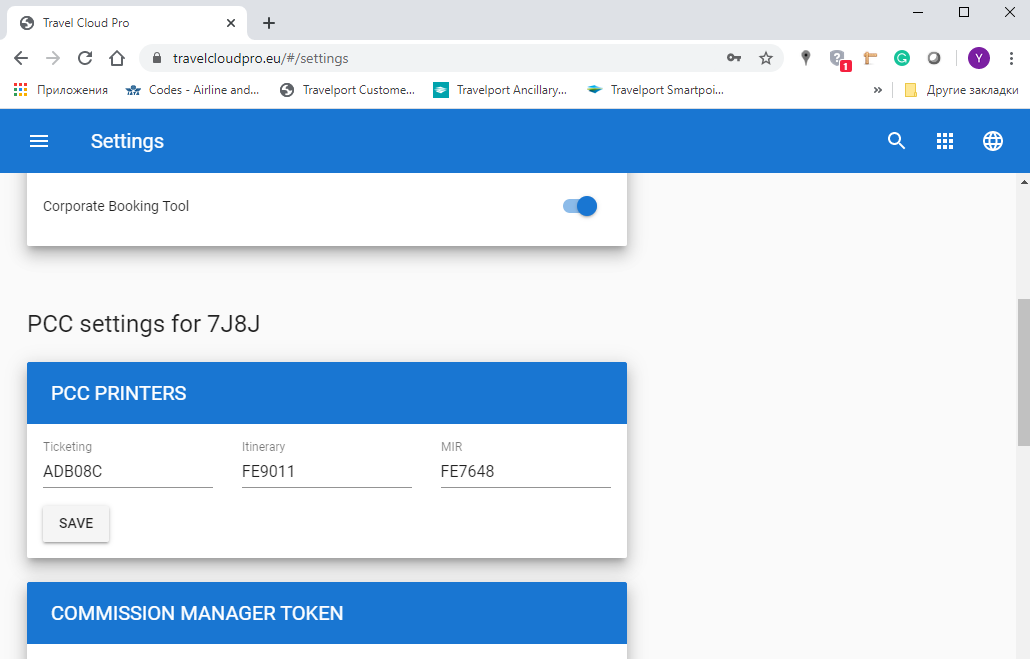 Travel Cloud Pro
travelcloudpro.eu/#/settings
1
Y
Приложения
Codes - Airline and...
Travelport Custome...
Travelport Ancillary...
Travelport Smartpoi...
»
Другие закладки
Settings
Corporate Booking Tool
PCC settings for 7J8J
PCC PRINTERS
Ticketing Itinerary MIR
ADB08C FE9011 FE7648
SAVE
COMMISSION MANAGER TOKEN